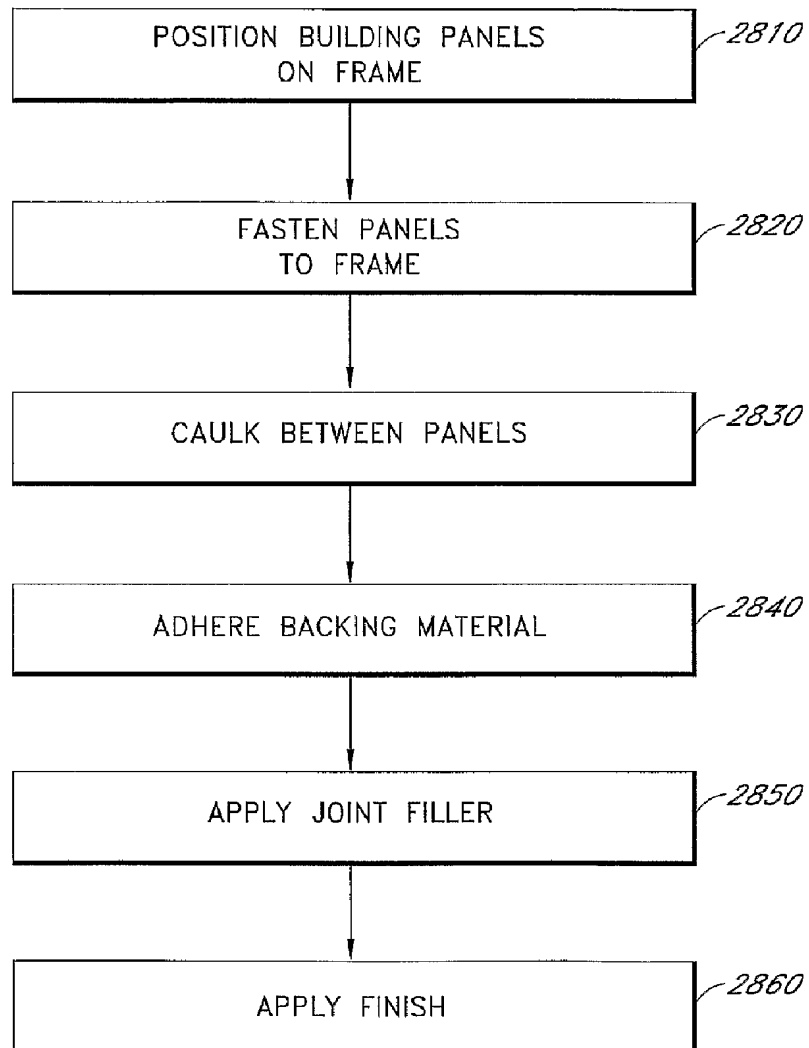 POSITION BUILDING PANELS
ON FRAME
2810
FASTEN PANELS
TO FRAME
2820
CAULK BETWEEN PANELS
2830
ADHERE BACKING MATERIAL
2840
APPLY JOINT FILLER
2850
APPLY FINISH
2860